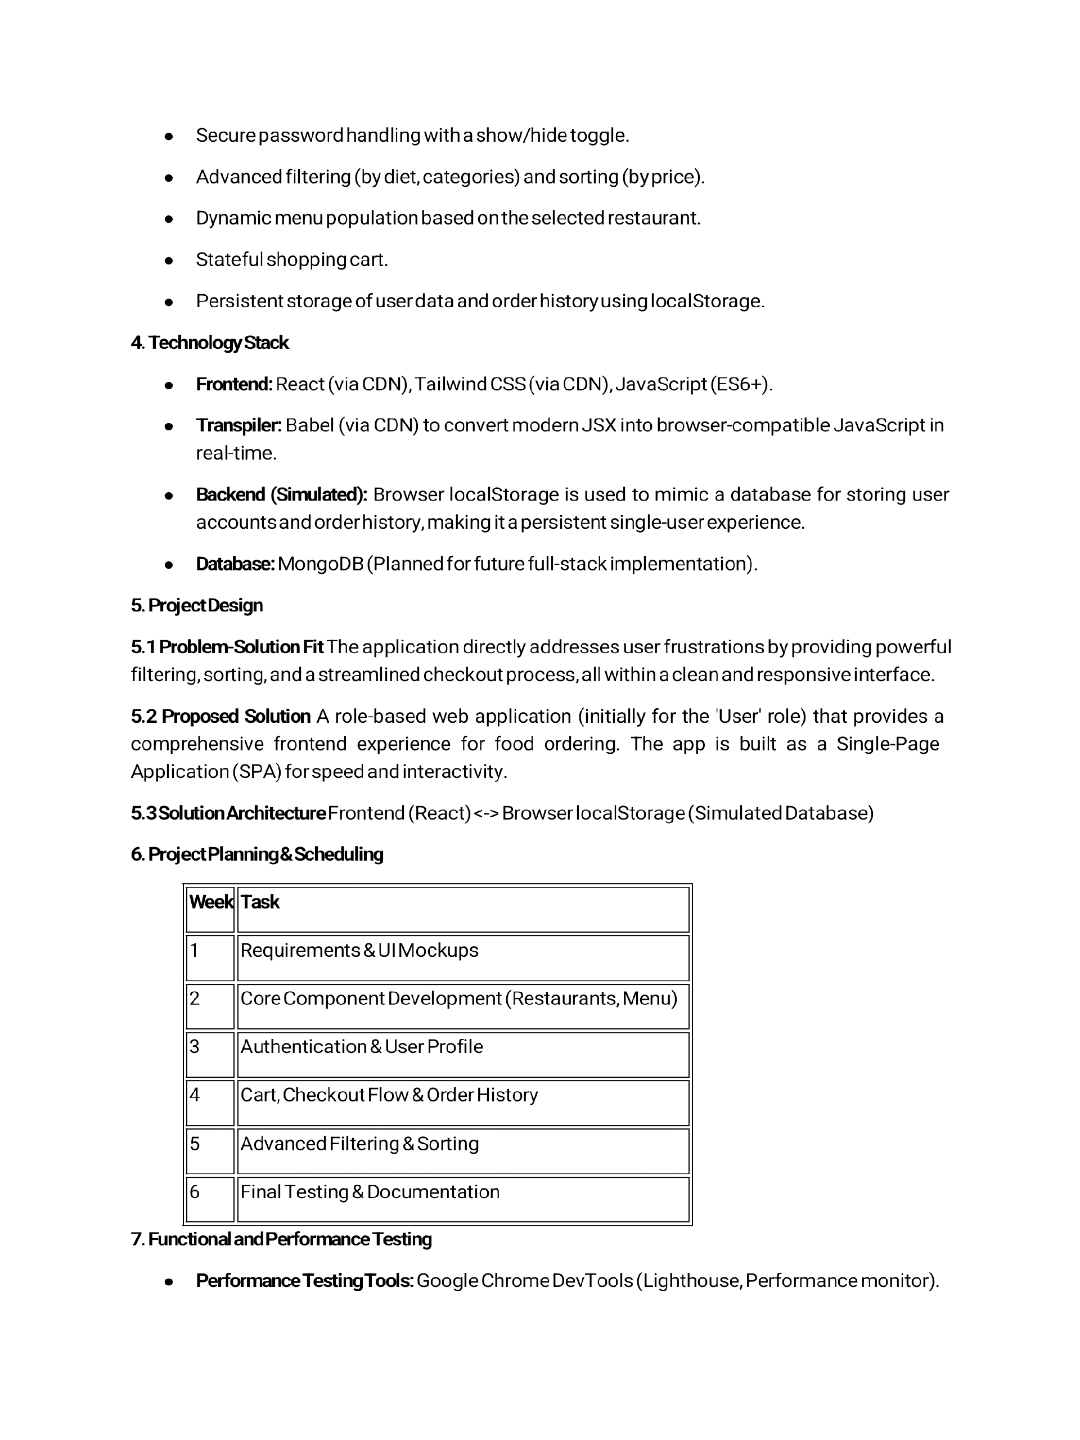 ● Secure password handling with a show/hide toggle.
● Advanced filtering (by diet, categories) and sorting (by price).
● Dynamic menu population based on the selected restaurant.
● Stateful shopping cart.
● Persistent storage of user data and order history using localStorage.
4. Technology Stack
● Frontend: React (via CDN), Tailwind CSS (via CDN), JavaScript (ES6+).
● Transpiler: Babel (via CDN) to convert modern JSX into browser-compatible JavaScript in
real-time.
● Backend (Simulated): Browser localStorage is used to mimic a database for storing user
accounts and order history, making it a persistent single-user experience.
● Database: MongoDB (Planned for future full-stack implementation).
5. Project Design
5.1 Problem-Solution Fit The application directly addresses user frustrations by providing powerful
filtering, sorting, and a streamlined checkout process, all within a clean and responsive interface.
5.2 Proposed Solution A role-based web application (initially for the 'User' role) that provides a
comprehensive frontend experience for food ordering. The app is built as a Single-Page
Application (SPA) for speed and interactivity.
5.3 Solution Architecture Frontend (React) <-> Browser localStorage (Simulated Database)
6. Project Planning & Scheduling
Week Task
1 Requirements & UI Mockups
2 Core Component Development (Restaurants, Menu)
3 Authentication & User Profile
4 Cart, Checkout Flow & Order History
5 Advanced Filtering & Sorting
6 Final Testing & Documentation
7. Functional and Performance Testing
● Performance Testing Tools: Google Chrome DevTools (Lighthouse, Performance monitor).